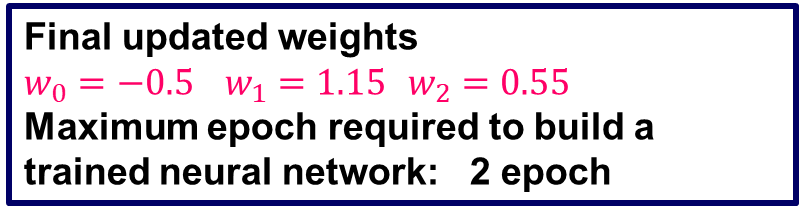 Final updated weights
w₀ = −0.5 w₁ = 1.15 w₂ = 0.55
Maximum epoch required to build a
trained neural network: 2 epoch